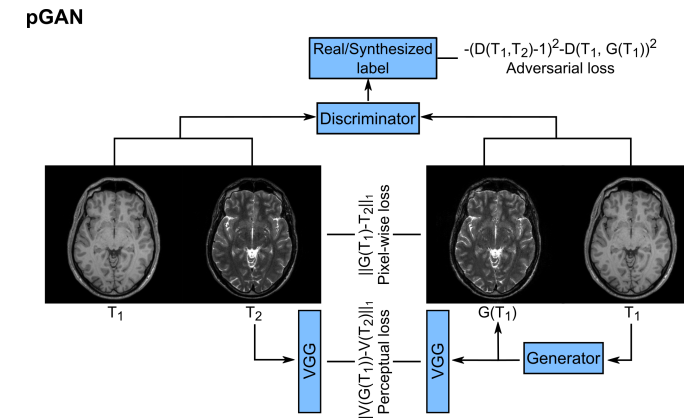 pGAN
Real/Synthesized
label
-(D(T₁,T₂)-1)²-D(T₁, G(T₁))²
Adversarial loss
Discriminator
||G(T₁)-T₂||₁
Pixel-wise loss
T₁
T₂
G(T₁)
T₁
VGG
|V(G(T₁))-V(T₂)||₁
Perceptual loss
VGG
Generator